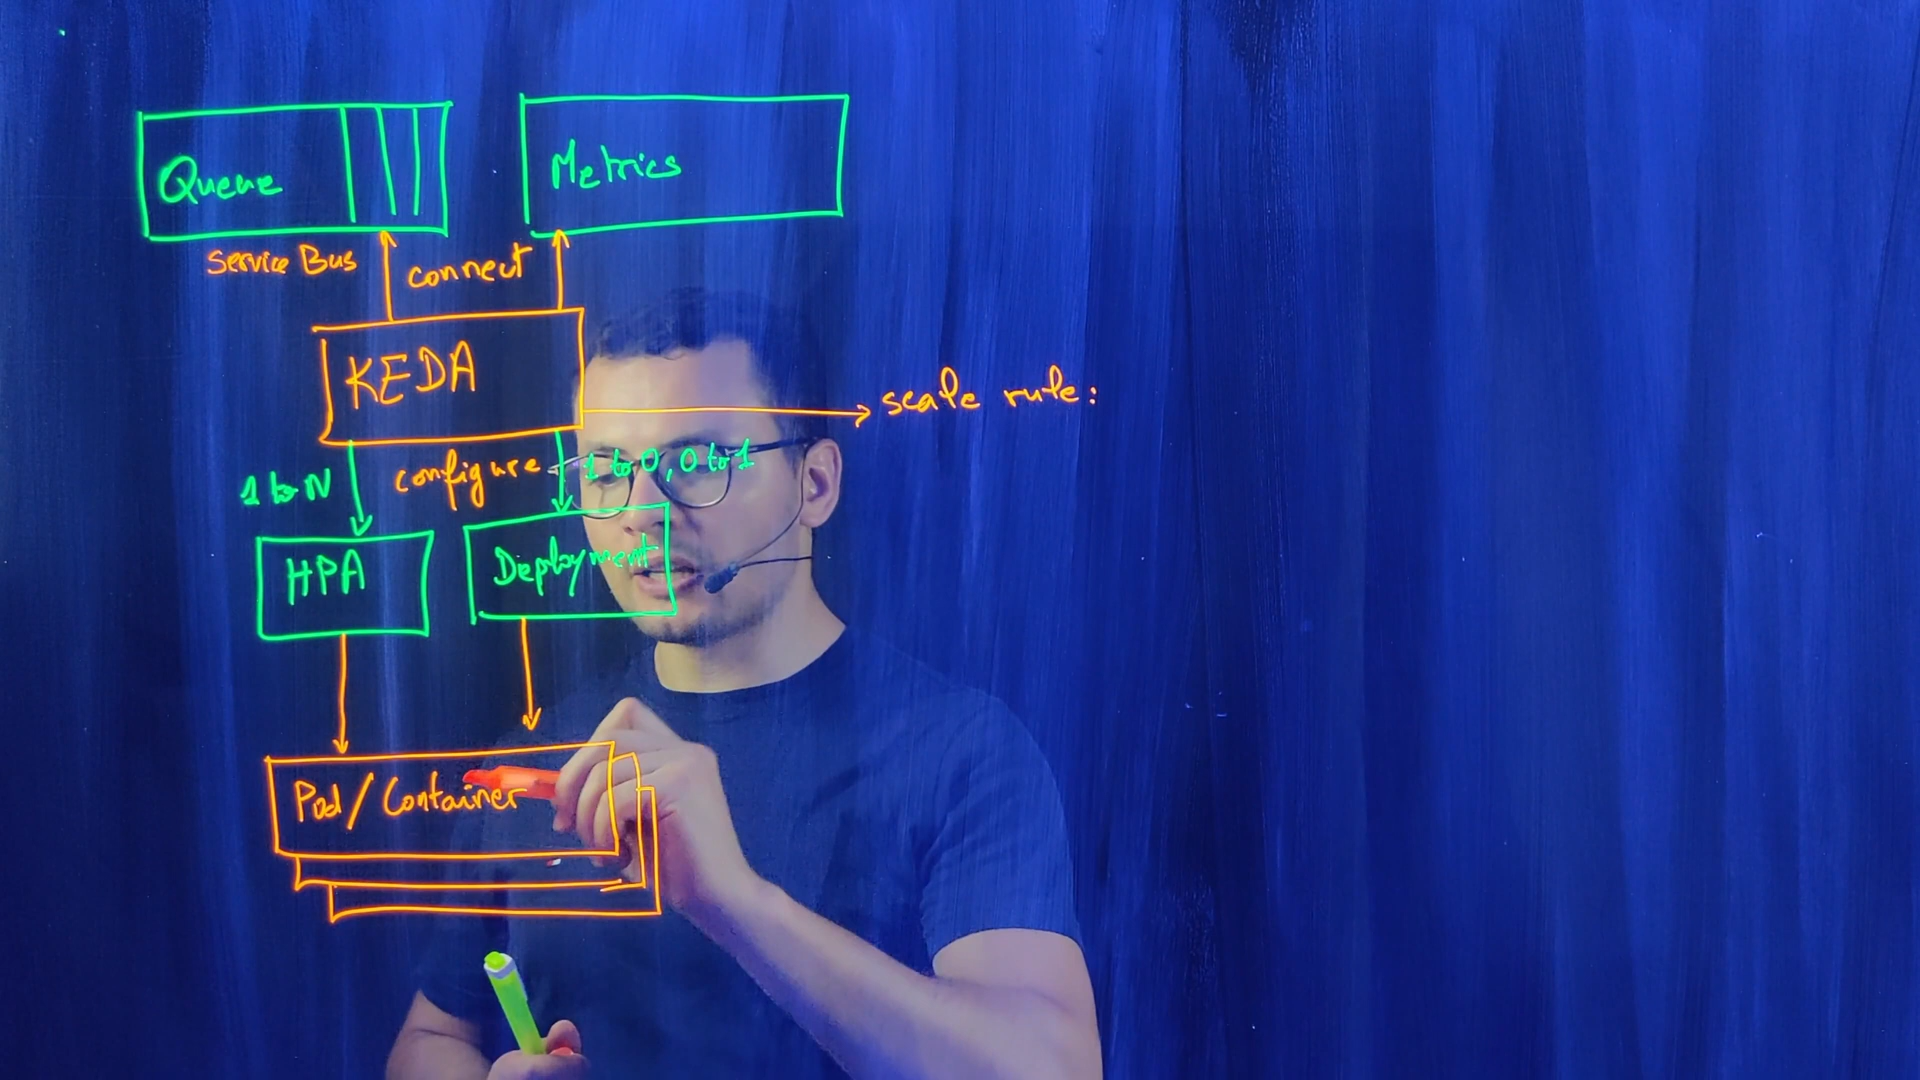 Queue
Metrics
Service Bus
connect
KEDA
scale rule:
1 to N
configure
1 to 0, 0 to 1
HPA
Deployment
Pod/Container